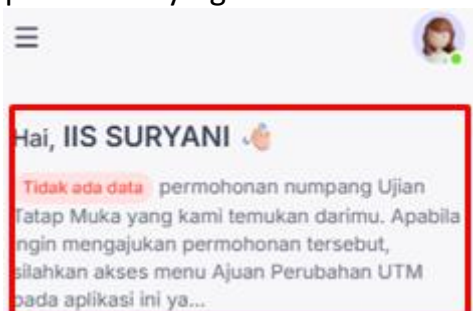 Hai, IIS SURYANI
Tidak ada data permohonan numpang Ujian
Tatap Muka yang kami temukan darimu. Apabila
ingin mengajukan permohonan tersebut,
silahkan akses menu Ajuan Perubahan UTM
pada aplikasi ini ya...